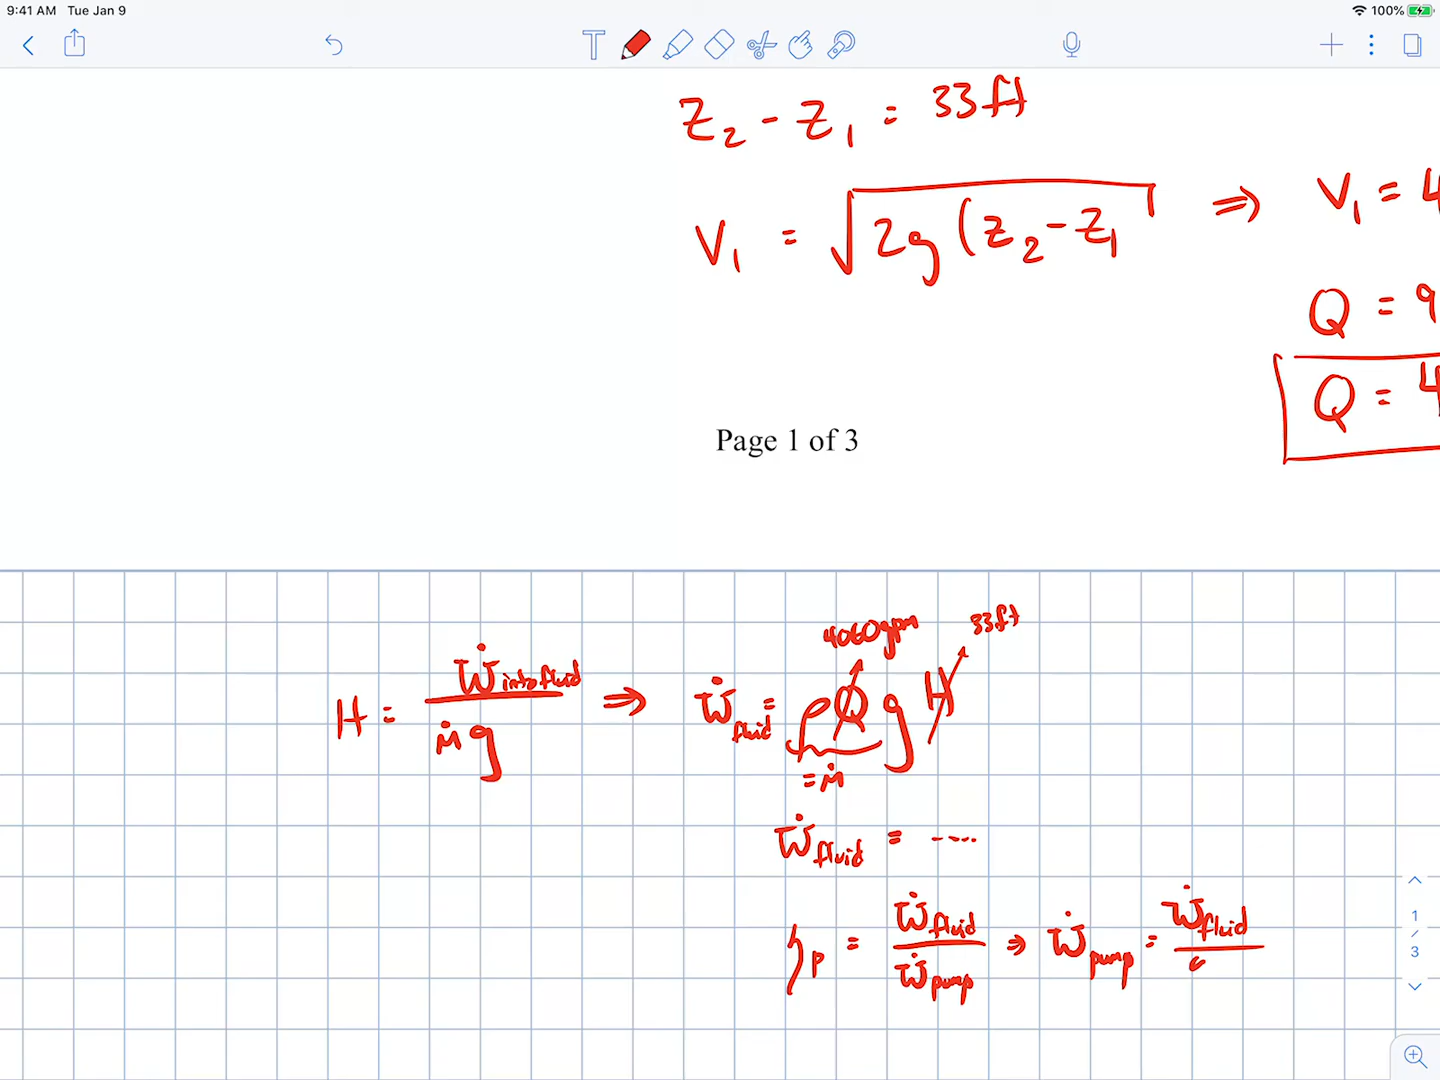 9:41 AM Tue Jan 9
100%
T
Z₂ - Z₁ = 33ft
V₁ = √2g(Z₂ - Z₁ ⇒ V₁ = 4
Q = 9
Q = 4
Page 1 of 3
4060gpm 33ft
H = Ẇinto fluid / ṁg ⇒ Ẇfluid = ρQgH
= ṁ
Ẇfluid = ----
ηp = Ẇfluid / Ẇpump ⇒ Ẇpump = Ẇfluid /
1 / 3